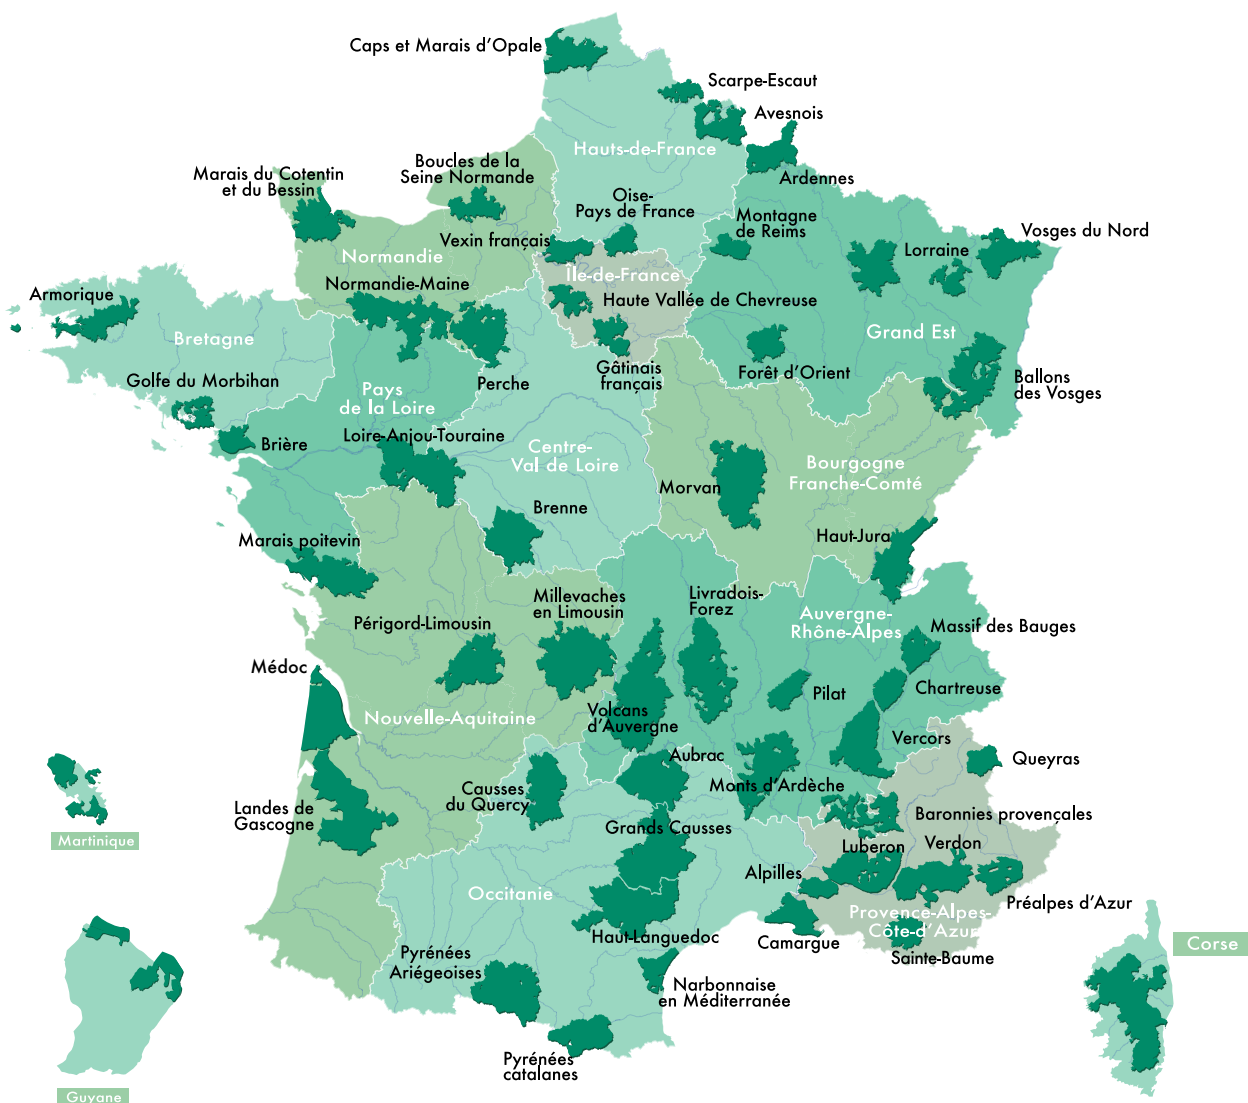 Caps et Marais d'Opale
Scarpe-Escaut
Avesnois
Hauts-de-France
Ardennes
Marais du Cotentin
et du Bessin
Boucles de la
Seine Normande
Oise-
Pays de France
Montagne
de Reims
Vexin français
Lorraine
Vosges du Nord
Normandie
Île-de-France
Normandie-Maine
Haute Vallée de Chevreuse
Armorique
Bretagne
Grand Est
Golfe du Morbihan
Pays
de la Loire
Perche
Gâtinais
français
Forêt d'Orient
Ballons
des Vosges
Brière
Loire-Anjou-Touraine
Centre-
Val de Loire
Bourgogne
Franche-Comté
Morvan
Brenne
Marais poitevin
Haut-Jura
Millevaches
en Limousin
Livradois-
Forez
Périgord-Limousin
Auvergne-
Rhône-Alpes
Massif des Bauges
Médoc
Pilat
Chartreuse
Nouvelle-Aquitaine
Volcans
d'Auvergne
Vercors
Aubrac
Queyras
Causses
du Quercy
Monts d'Ardèche
Landes de
Gascogne
Grands Causses
Baronnies provençales
Martinique
Luberon
Verdon
Alpilles
Occitanie
Préalpes d'Azur
Provence-Alpes-
Côte-d'Azur
Haut-Languedoc
Camargue
Sainte-Baume
Corse
Pyrénées
Ariégeoises
Narbonnaise
en Méditerranée
Pyrénées
catalanes
Guyane